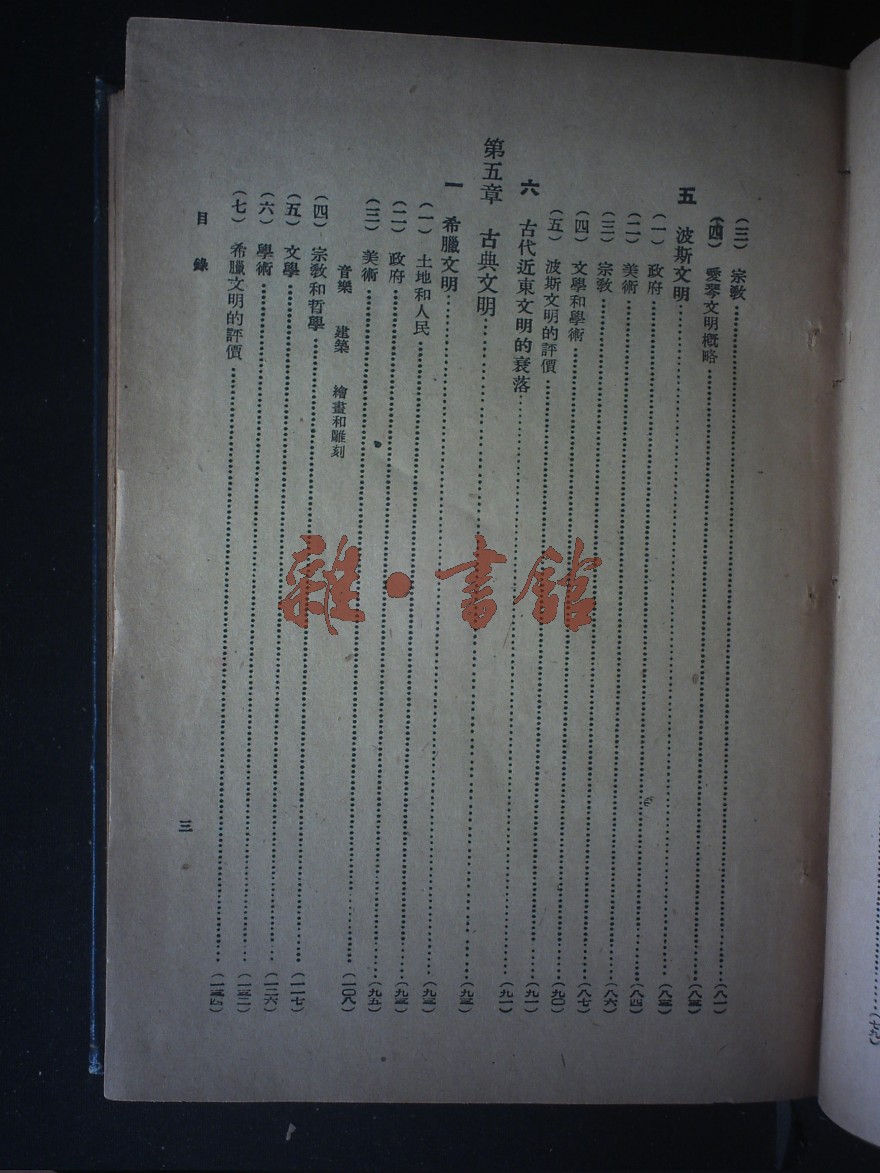 (三) 宗教 (八一)
(四) 愛琴文明概略 (八三)
五 波斯文明 (八三)
(一) 政府 (八四)
(二) 美術 (八六)
(三) 宗教 (八七)
(四) 文學和學術 (九〇)
(五) 波斯文明的評價 (九一)
六 古代近東文明的衰落 (九一)
第五章 古典文明 (九三)
一 希臘文明 (九三)
(一) 土地和人民 (九三)
(二) 政府 (九五)
(三) 美術 (一〇八)
音樂 建築 繪畫和雕刻
(四) 宗教和哲學 (一一七)
(五) 文學 (一二六)
(六) 學術 (一三二)
(七) 希臘文明的評價 (一三四)
目錄 三
雜·書館
(七九)